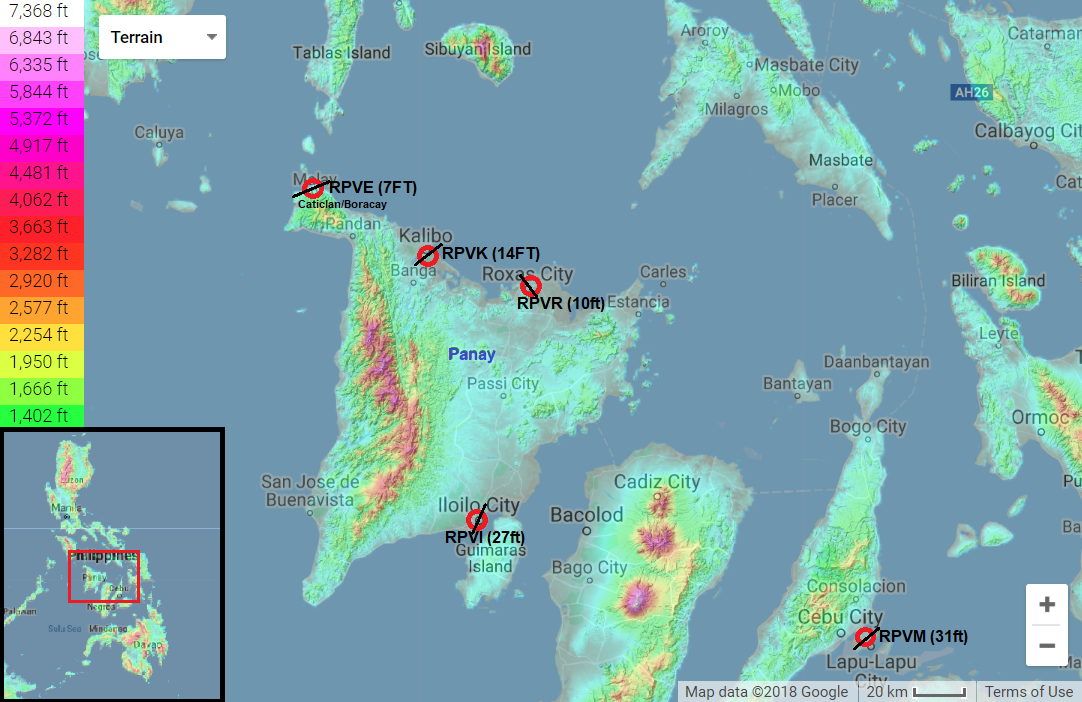 7,368 ft
6,843 ft
6,335 ft
5,844 ft
5,372 ft
4,917 ft
4,481 ft
4,062 ft
3,663 ft
3,282 ft
2,920 ft
2,577 ft
2,254 ft
1,950 ft
1,666 ft
1,402 ft
Terrain
Tablas Island
Sibuyan Island
Aroroy
Masbate City
Mobo
Milagros
Catarman
AH26
Calbayog Cit
Caluya
Masbate
Placer
Cat
Malay
RPVE (7FT)
Caticlan/Boracay
Pandan
Kalibo
RPVK (14FT)
Banga
Roxas City
RPVR (10ft)
Carles
Estancia
Biliran Island
Leyte
Panay
Passi City
Daanbantayan
Bantayan
Bogo City
Ormoc
San Jose de
Buenavista
Iloilo City
RPVI (27ft)
Guimaras
Island
Cadiz City
Bacolod
Bago City
Consolacion
Cebu City
RPVM (31ft)
Lapu-Lapu
City
Pu
Ba
Ma
Luzon
Manila
Philippines
Panay
Cebu
Negros
Palawan
Sulu Sea
Mindanao
Davao
+
−
Map data ©2018 Google
20 km
Terms of Use